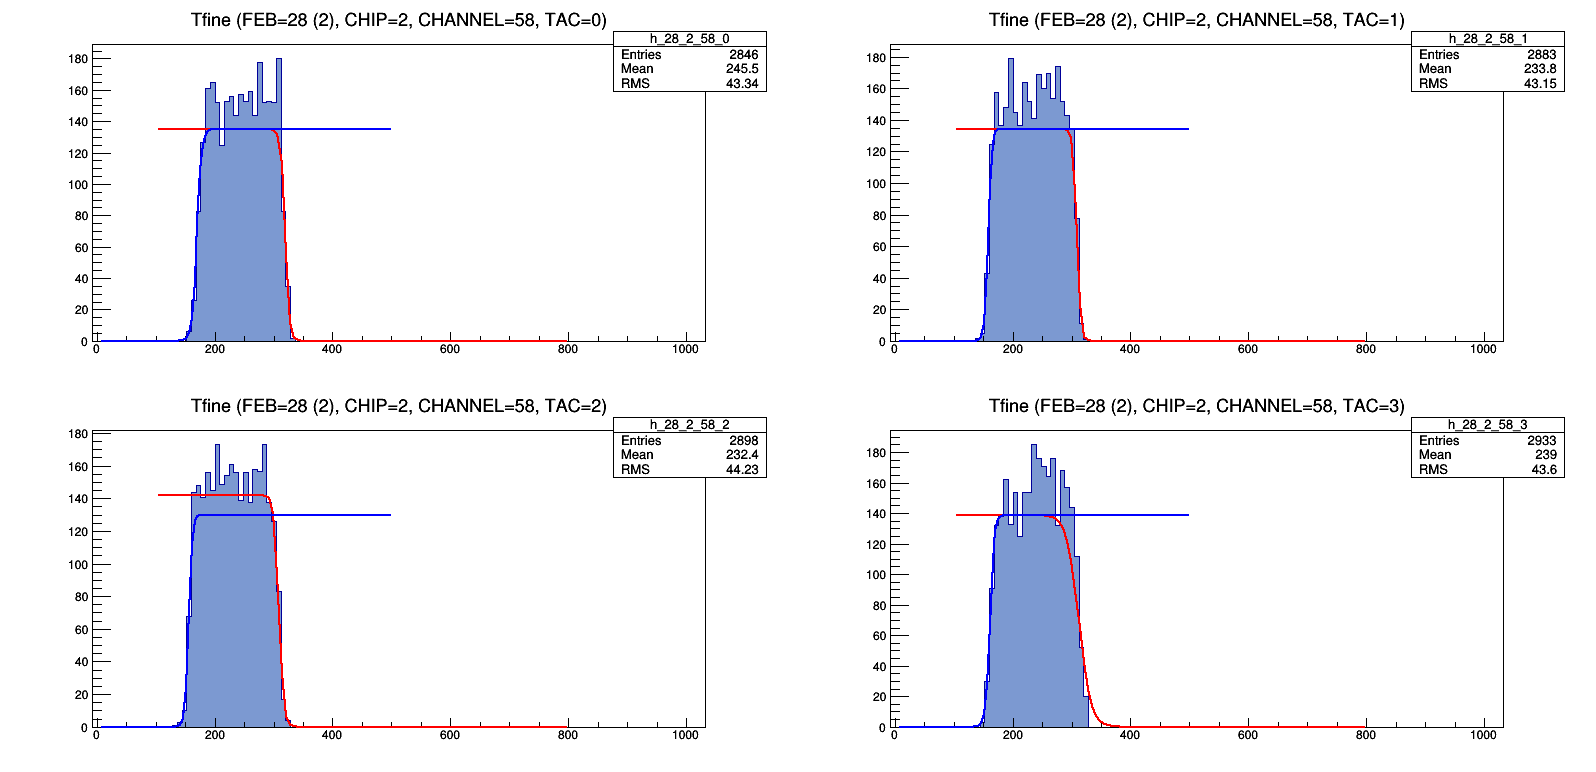 Tfine (FEB=28 (2), CHIP=2, CHANNEL=58, TAC=0)
h_28_2_58_0
Entries 2846
Mean 245.5
RMS 43.34
180
160
140
120
100
80
60
40
20
0
0 200 400 600 800 1000
Tfine (FEB=28 (2), CHIP=2, CHANNEL=58, TAC=1)
h_28_2_58_1
Entries 2883
Mean 233.8
RMS 43.15
180
160
140
120
100
80
60
40
20
0
0 200 400 600 800 1000
Tfine (FEB=28 (2), CHIP=2, CHANNEL=58, TAC=2)
h_28_2_58_2
Entries 2898
Mean 232.4
RMS 44.23
180
160
140
120
100
80
60
40
20
0
0 200 400 600 800 1000
Tfine (FEB=28 (2), CHIP=2, CHANNEL=58, TAC=3)
h_28_2_58_3
Entries 2933
Mean 239
RMS 43.6
180
160
140
120
100
80
60
40
20
0
0 200 400 600 800 1000